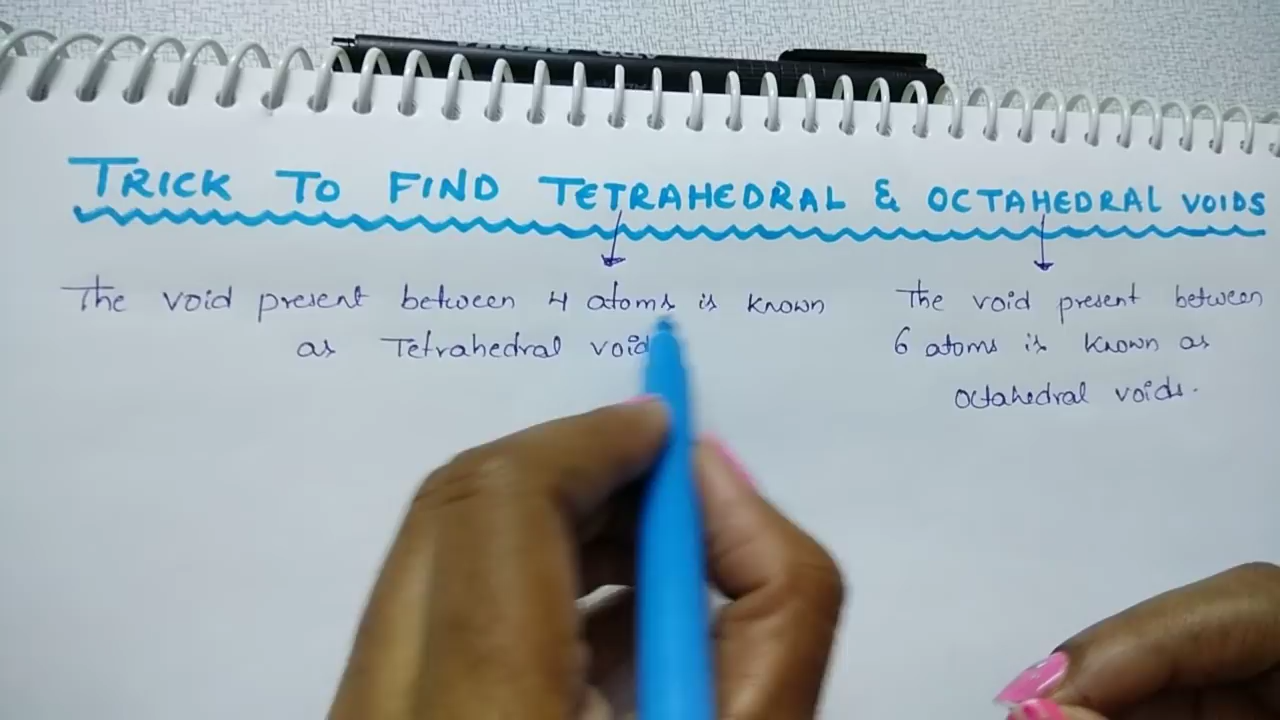 TRICK TO FIND TETRAHEDRAL & OCTAHEDRAL VOIDS
The void present between 4 atoms is known
as Tetrahedral void
The void present between
6 atoms is known as
octahedral voids.